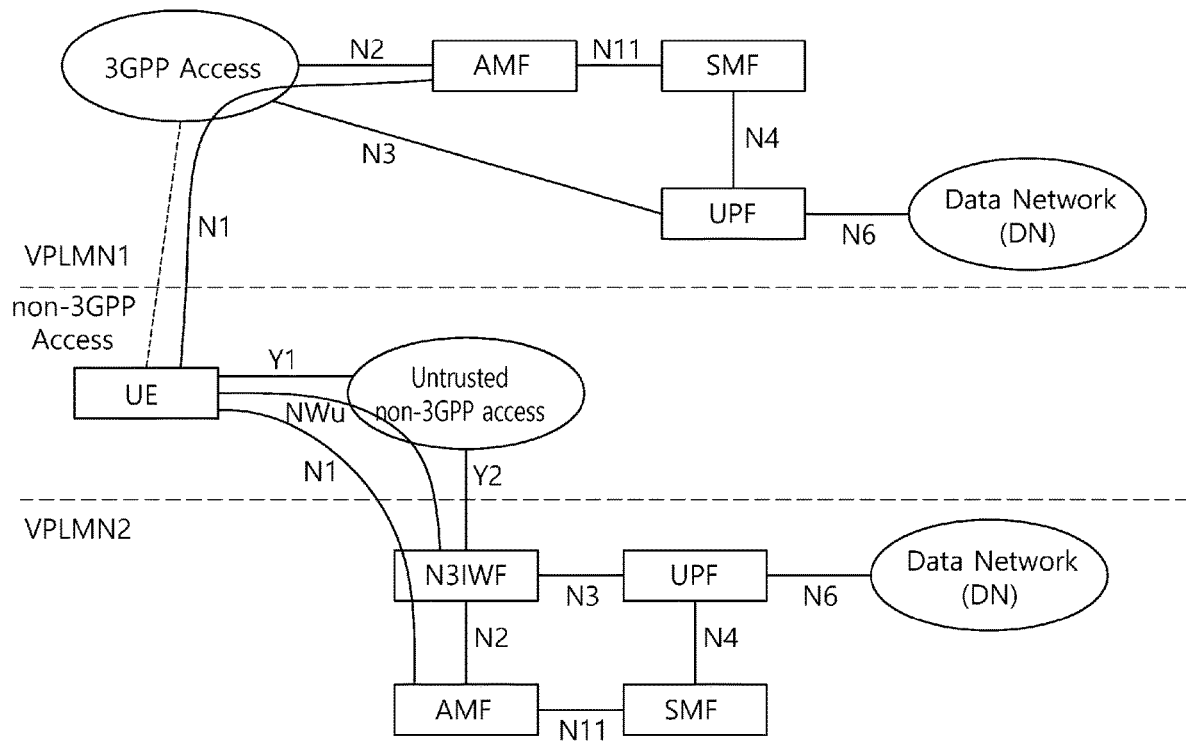 3GPP Access
N2
AMF
N11
SMF
N3
N4
N1
UPF
N6
Data Network
(DN)
VPLMN1
non-3GPP
Access
UE
Y1
Untrusted
non-3GPP access
NWu
N1
Y2
VPLMN2
N3IWF
N3
UPF
N6
Data Network
(DN)
N2
N4
AMF
N11
SMF